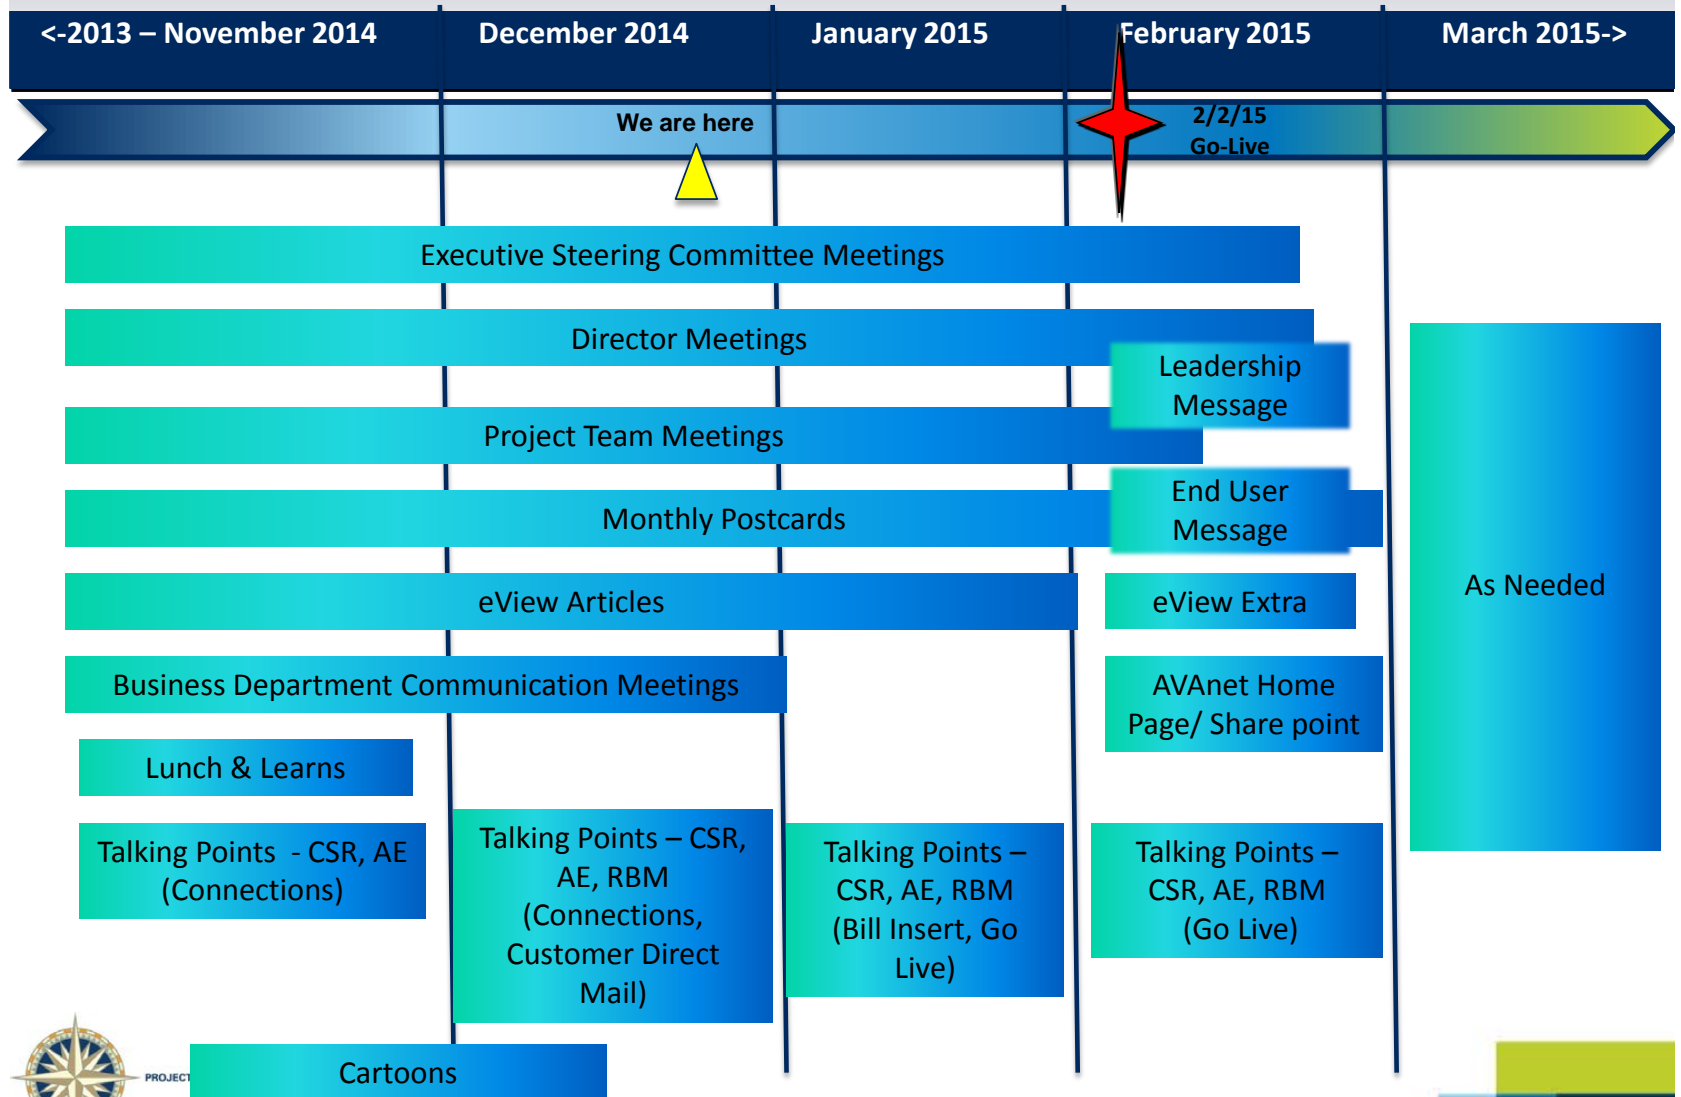 <-2013 – November 2014
December 2014
January 2015
February 2015
March 2015->
We are here
2/2/15
Go-Live
Executive Steering Committee Meetings
Director Meetings
Leadership
Message
Project Team Meetings
End User
Message
Monthly Postcards
As Needed
eView Articles
eView Extra
Business Department Communication Meetings
AVAnet Home
Page/ Share point
Lunch & Learns
Talking Points  - CSR, AE
(Connections)
Talking Points – CSR,
AE, RBM
(Connections,
Customer Direct
Mail)
Talking Points –
CSR, AE, RBM
(Bill Insert, Go
Live)
Talking Points –
CSR, AE, RBM
(Go Live)
PROJECT
Cartoons